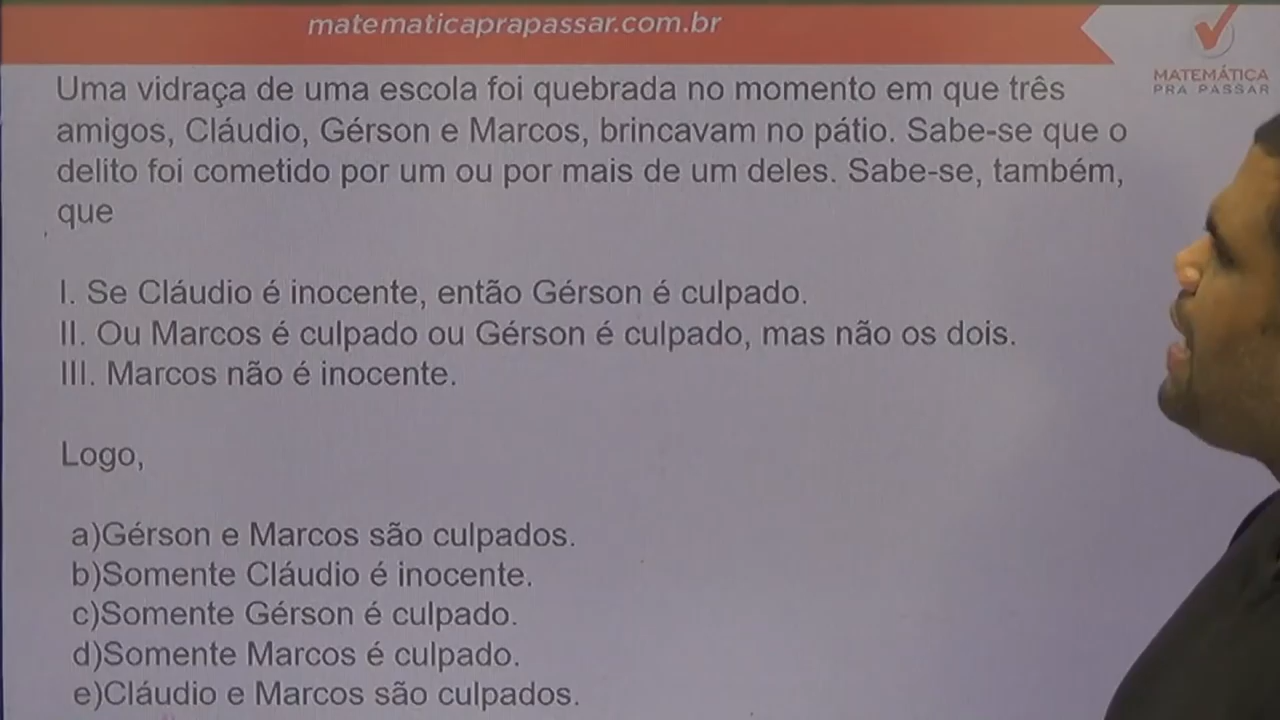 matematicaprapassar.com.br
MATEMÁTICA
PRA PASSAR
Uma vidraça de uma escola foi quebrada no momento em que três
amigos, Cláudio, Gérson e Marcos, brincavam no pátio. Sabe-se que o
delito foi cometido por um ou por mais de um deles. Sabe-se, também,
que
I. Se Cláudio é inocente, então Gérson é culpado.
II. Ou Marcos é culpado ou Gérson é culpado, mas não os dois.
III. Marcos não é inocente.
Logo,
a)Gérson e Marcos são culpados.
b)Somente Cláudio é inocente.
c)Somente Gérson é culpado.
d)Somente Marcos é culpado.
e)Cláudio e Marcos são culpados.